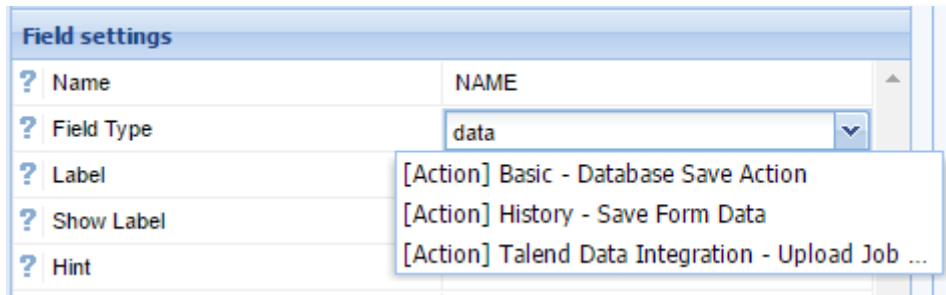 Field settings
? Name NAME
? Field Type data
? Label [Action] Basic - Database Save Action
? Show Label [Action] History - Save Form Data
? Hint [Action] Talend Data Integration - Upload Job ...